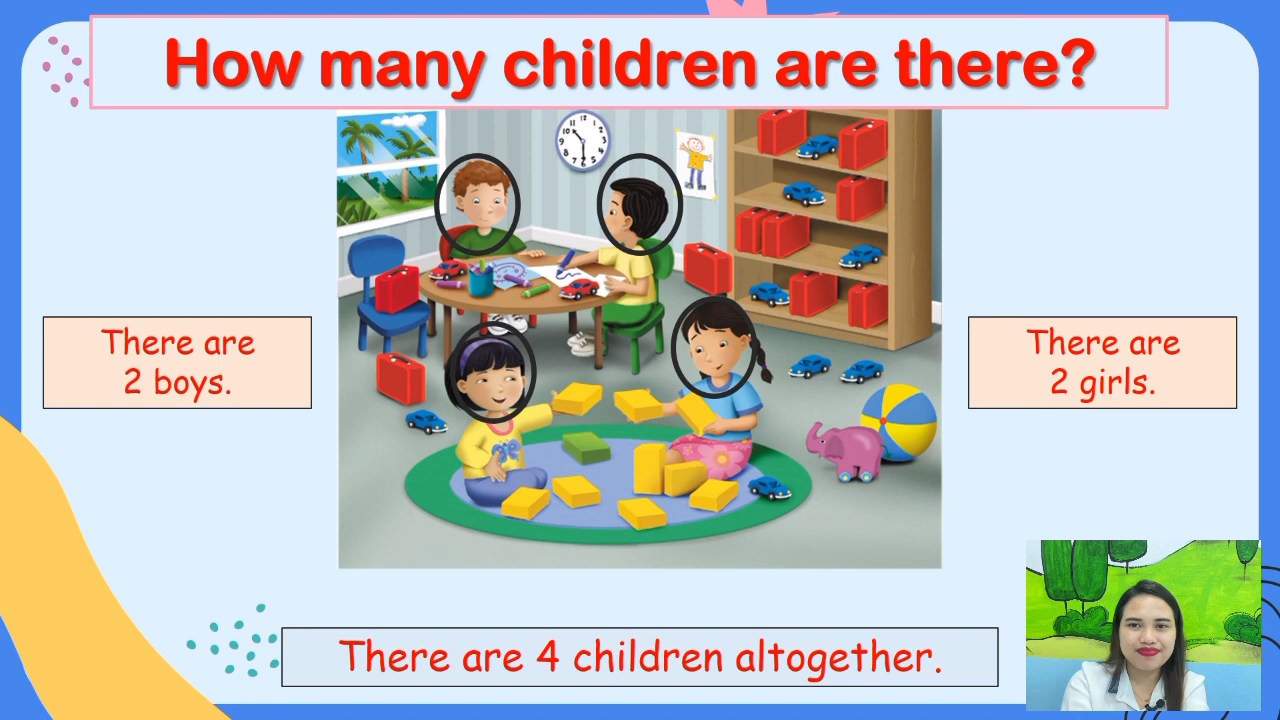 How many children are there?
There are
2 boys.
There are
2 girls.
There are 4 children altogether.